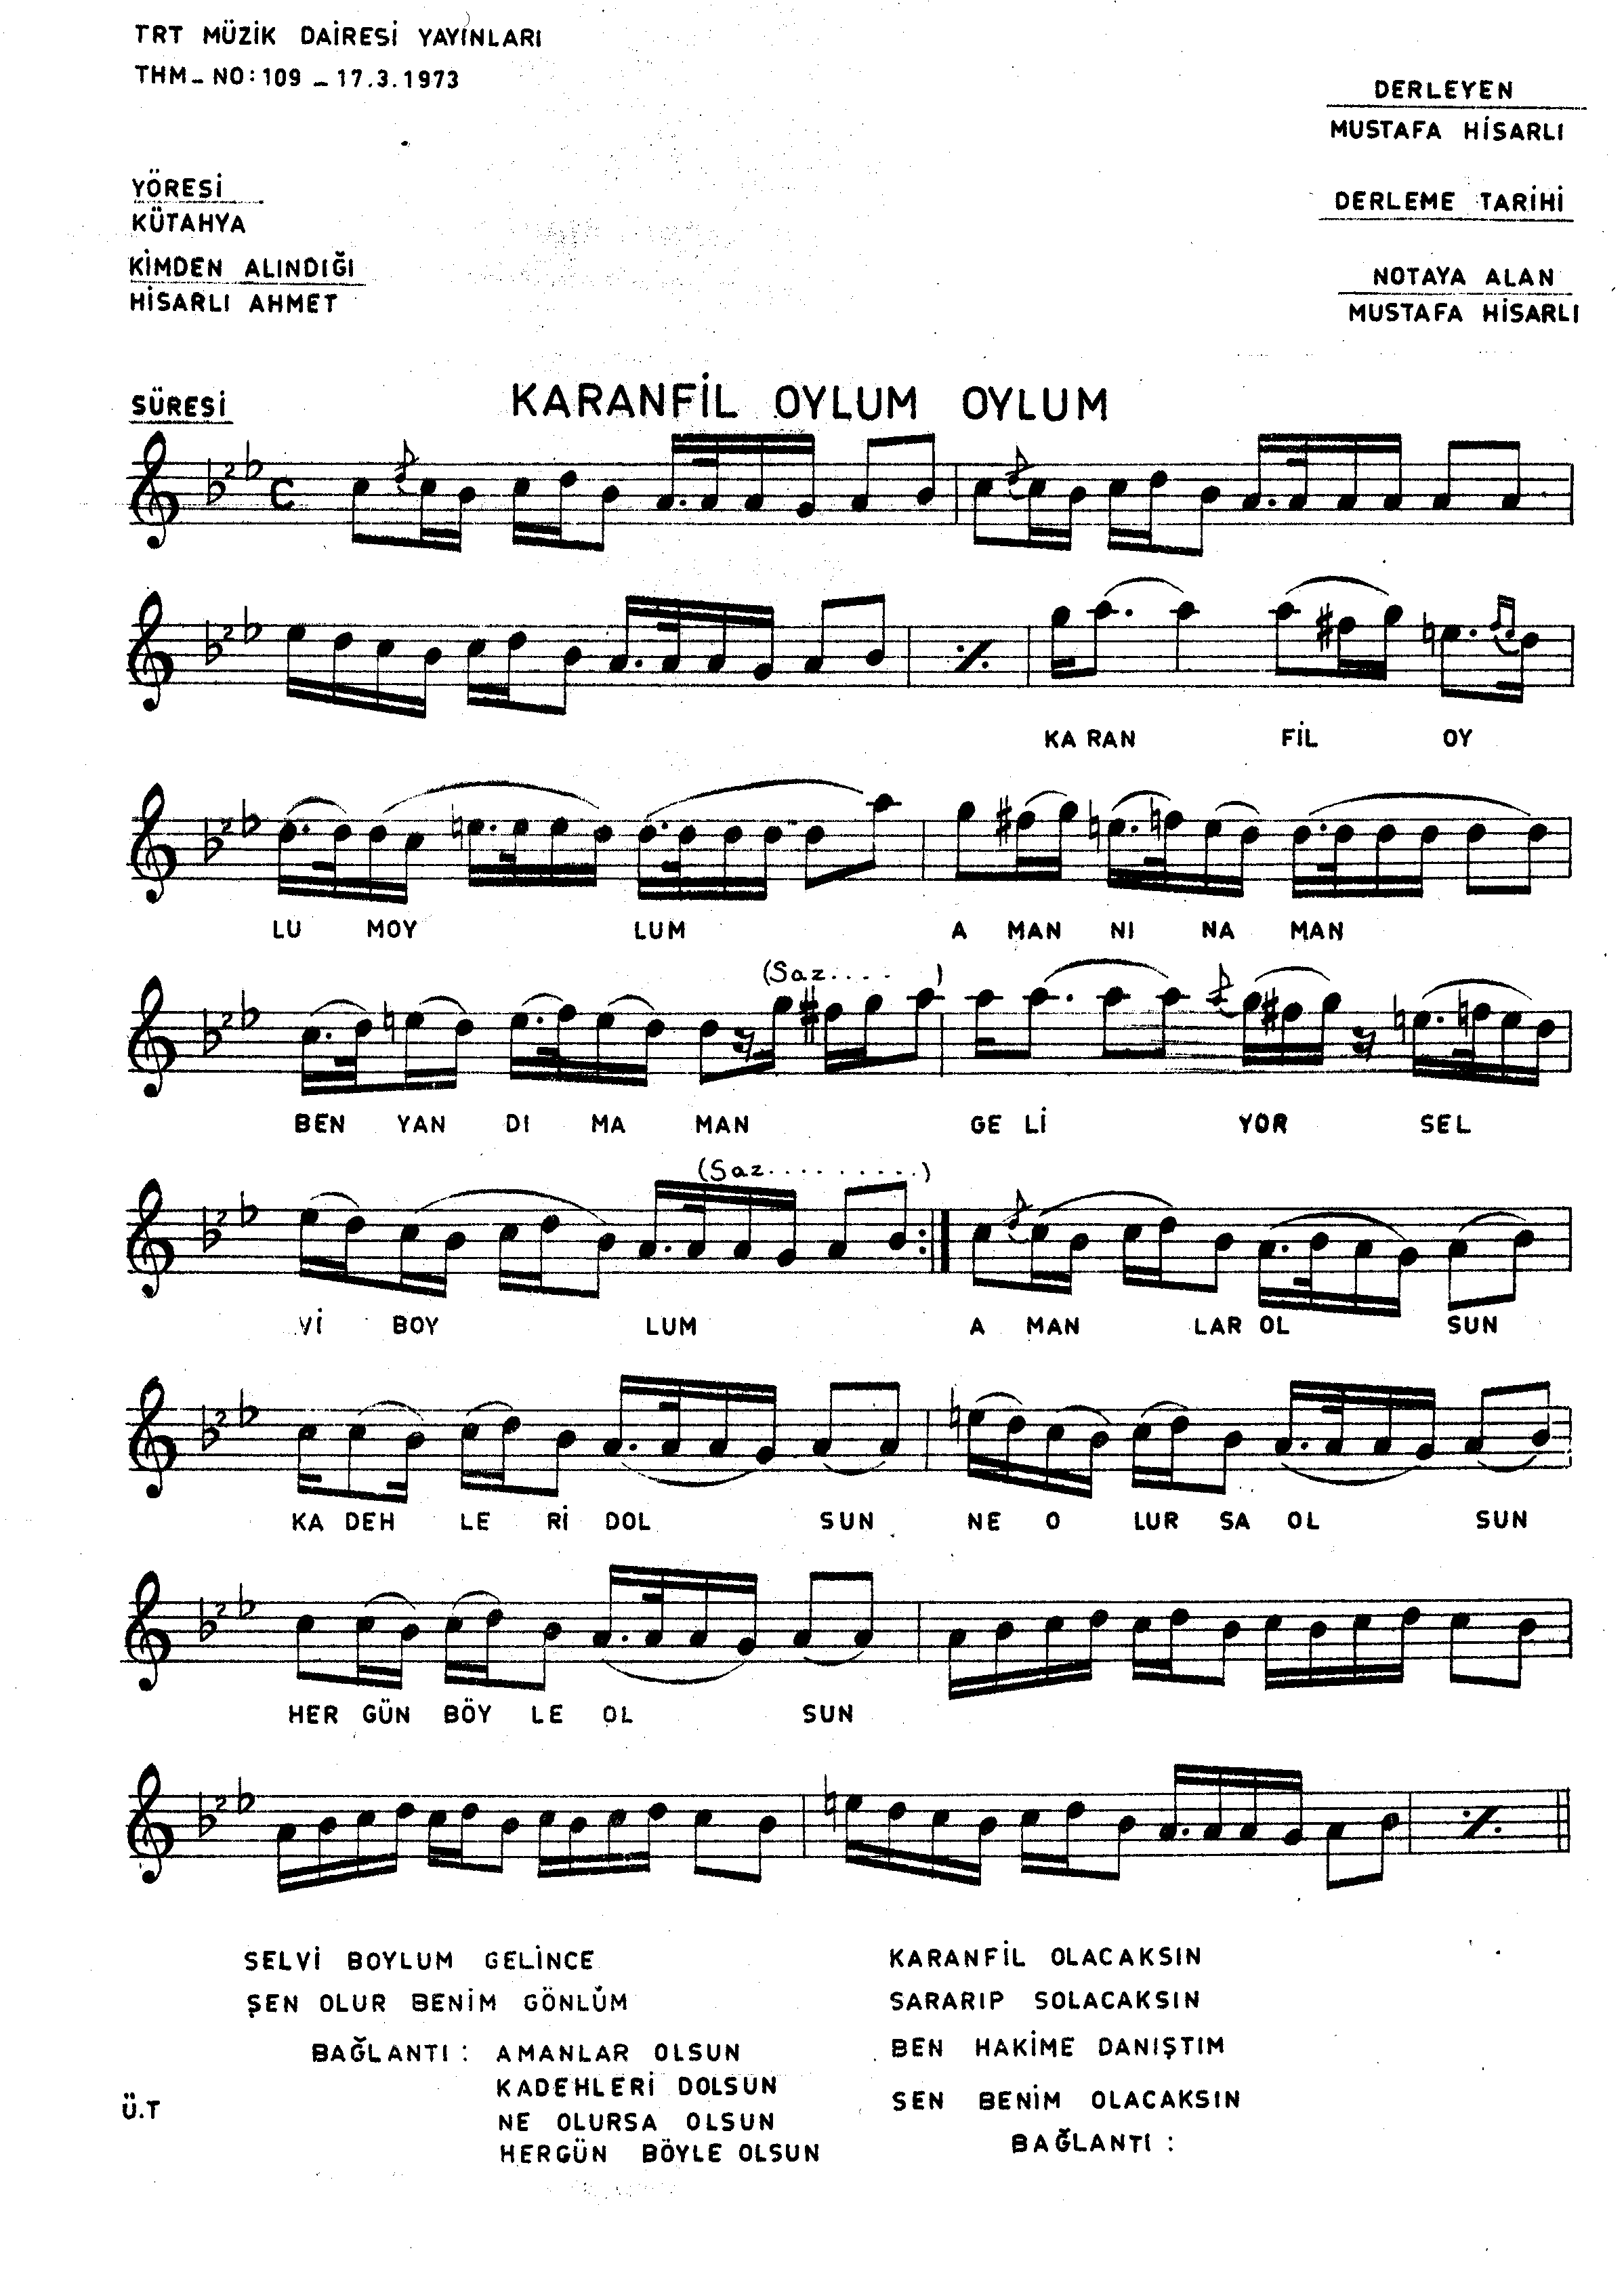 TRT MÜZİK DAİRESİ YAYINLARI
THM_ NO: 109 _ 17.3.1973
DERLEYEN
MUSTAFA HİSARLI
YÖRESİ
KÜTAHYA
DERLEME TARİHİ
KİMDEN ALINDIĞI
HİSARLI AHMET
NOTAYA ALAN
MUSTAFA HİSARLI
SÜRESİ
KARANFİL OYLUM OYLUM
KA RAN FİL OY
LU MOY LUM A MAN NI NA MAN
(Saz.... )
BEN YAN DI MA MAN GE Lİ YOR SEL
(Saz.........)
Vİ BOY LUM A MAN LAR OL SUN
KA DEH LE Rİ DOL SUN NE O LUR SA OL SUN
HER GÜN BÖY LE OL SUN
SELVİ BOYLUM GELİNCE
ŞEN OLUR BENİM GÖNLÜM
BAĞLANTI : AMANLAR OLSUN
KADEHLERİ DOLSUN
NE OLURSA OLSUN
HERGÜN BÖYLE OLSUN
KARANFİL OLACAKSIN
SARARIP SOLACAKSIN
BEN HAKİME DANIŞTIM
SEN BENİM OLACAKSIN
BAĞLANTI :
Ü.T